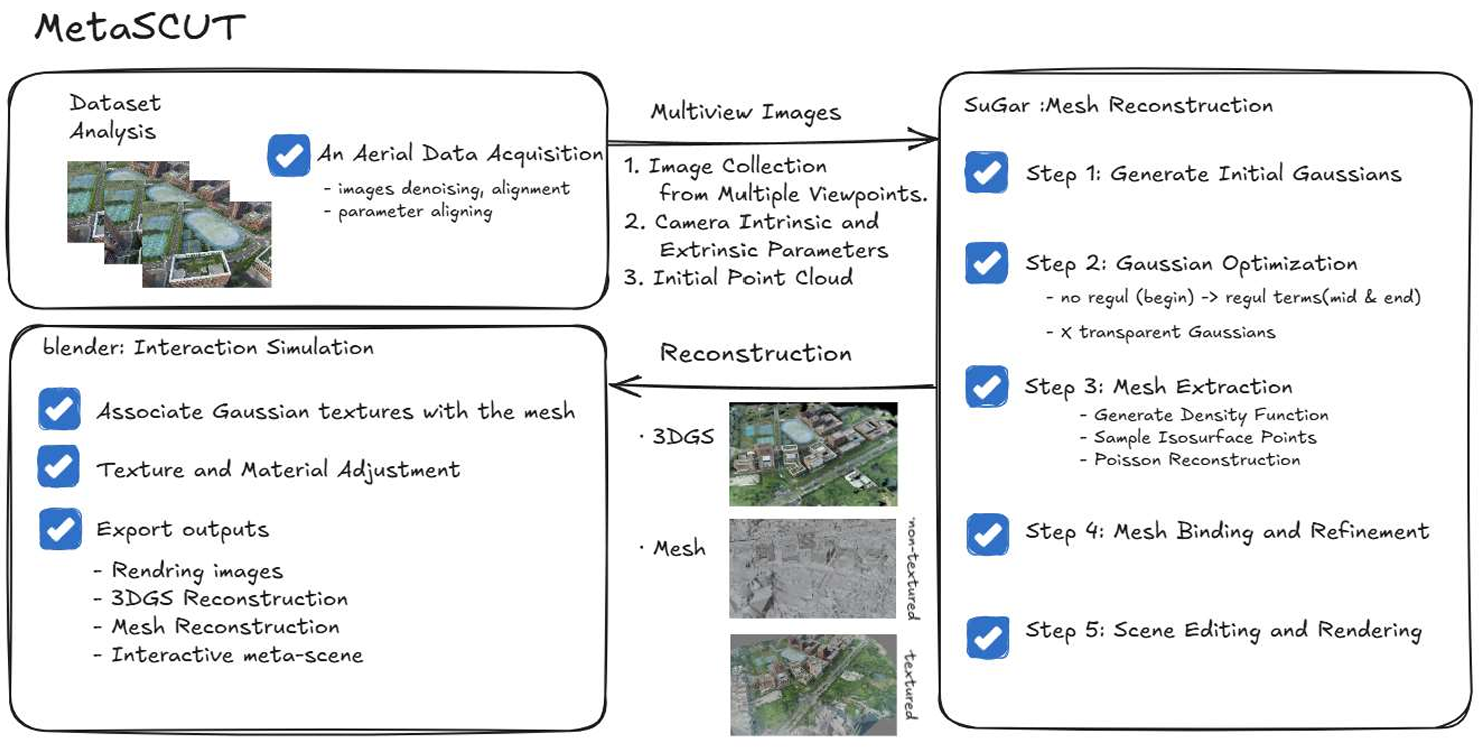 MetaSCUT
Dataset
Analysis
An Aerial Data Acquisition
- images denoising, alignment
- parameter aligning
Multiview Images
1. Image Collection
from Multiple Viewpoints.
2. Camera Intrinsic and
Extrinsic Parameters
3. Initial Point Cloud
SuGar :Mesh Reconstruction
Step 1: Generate Initial Gaussians
Step 2: Gaussian Optimization
- no regul (begin) -> regul terms(mid & end)
- X transparent Gaussians
Step 3: Mesh Extraction
- Generate Density Function
- Sample Isosurface Points
- Poisson Reconstruction
Step 4: Mesh Binding and Refinement
Step 5: Scene Editing and Rendering
Reconstruction
· 3DGS
· Mesh
non-textured
textured
blender: Interaction Simulation
Associate Gaussian textures with the mesh
Texture and Material Adjustment
Export outputs
- Rendring images
- 3DGS Reconstruction
- Mesh Reconstruction
- Interactive meta-scene